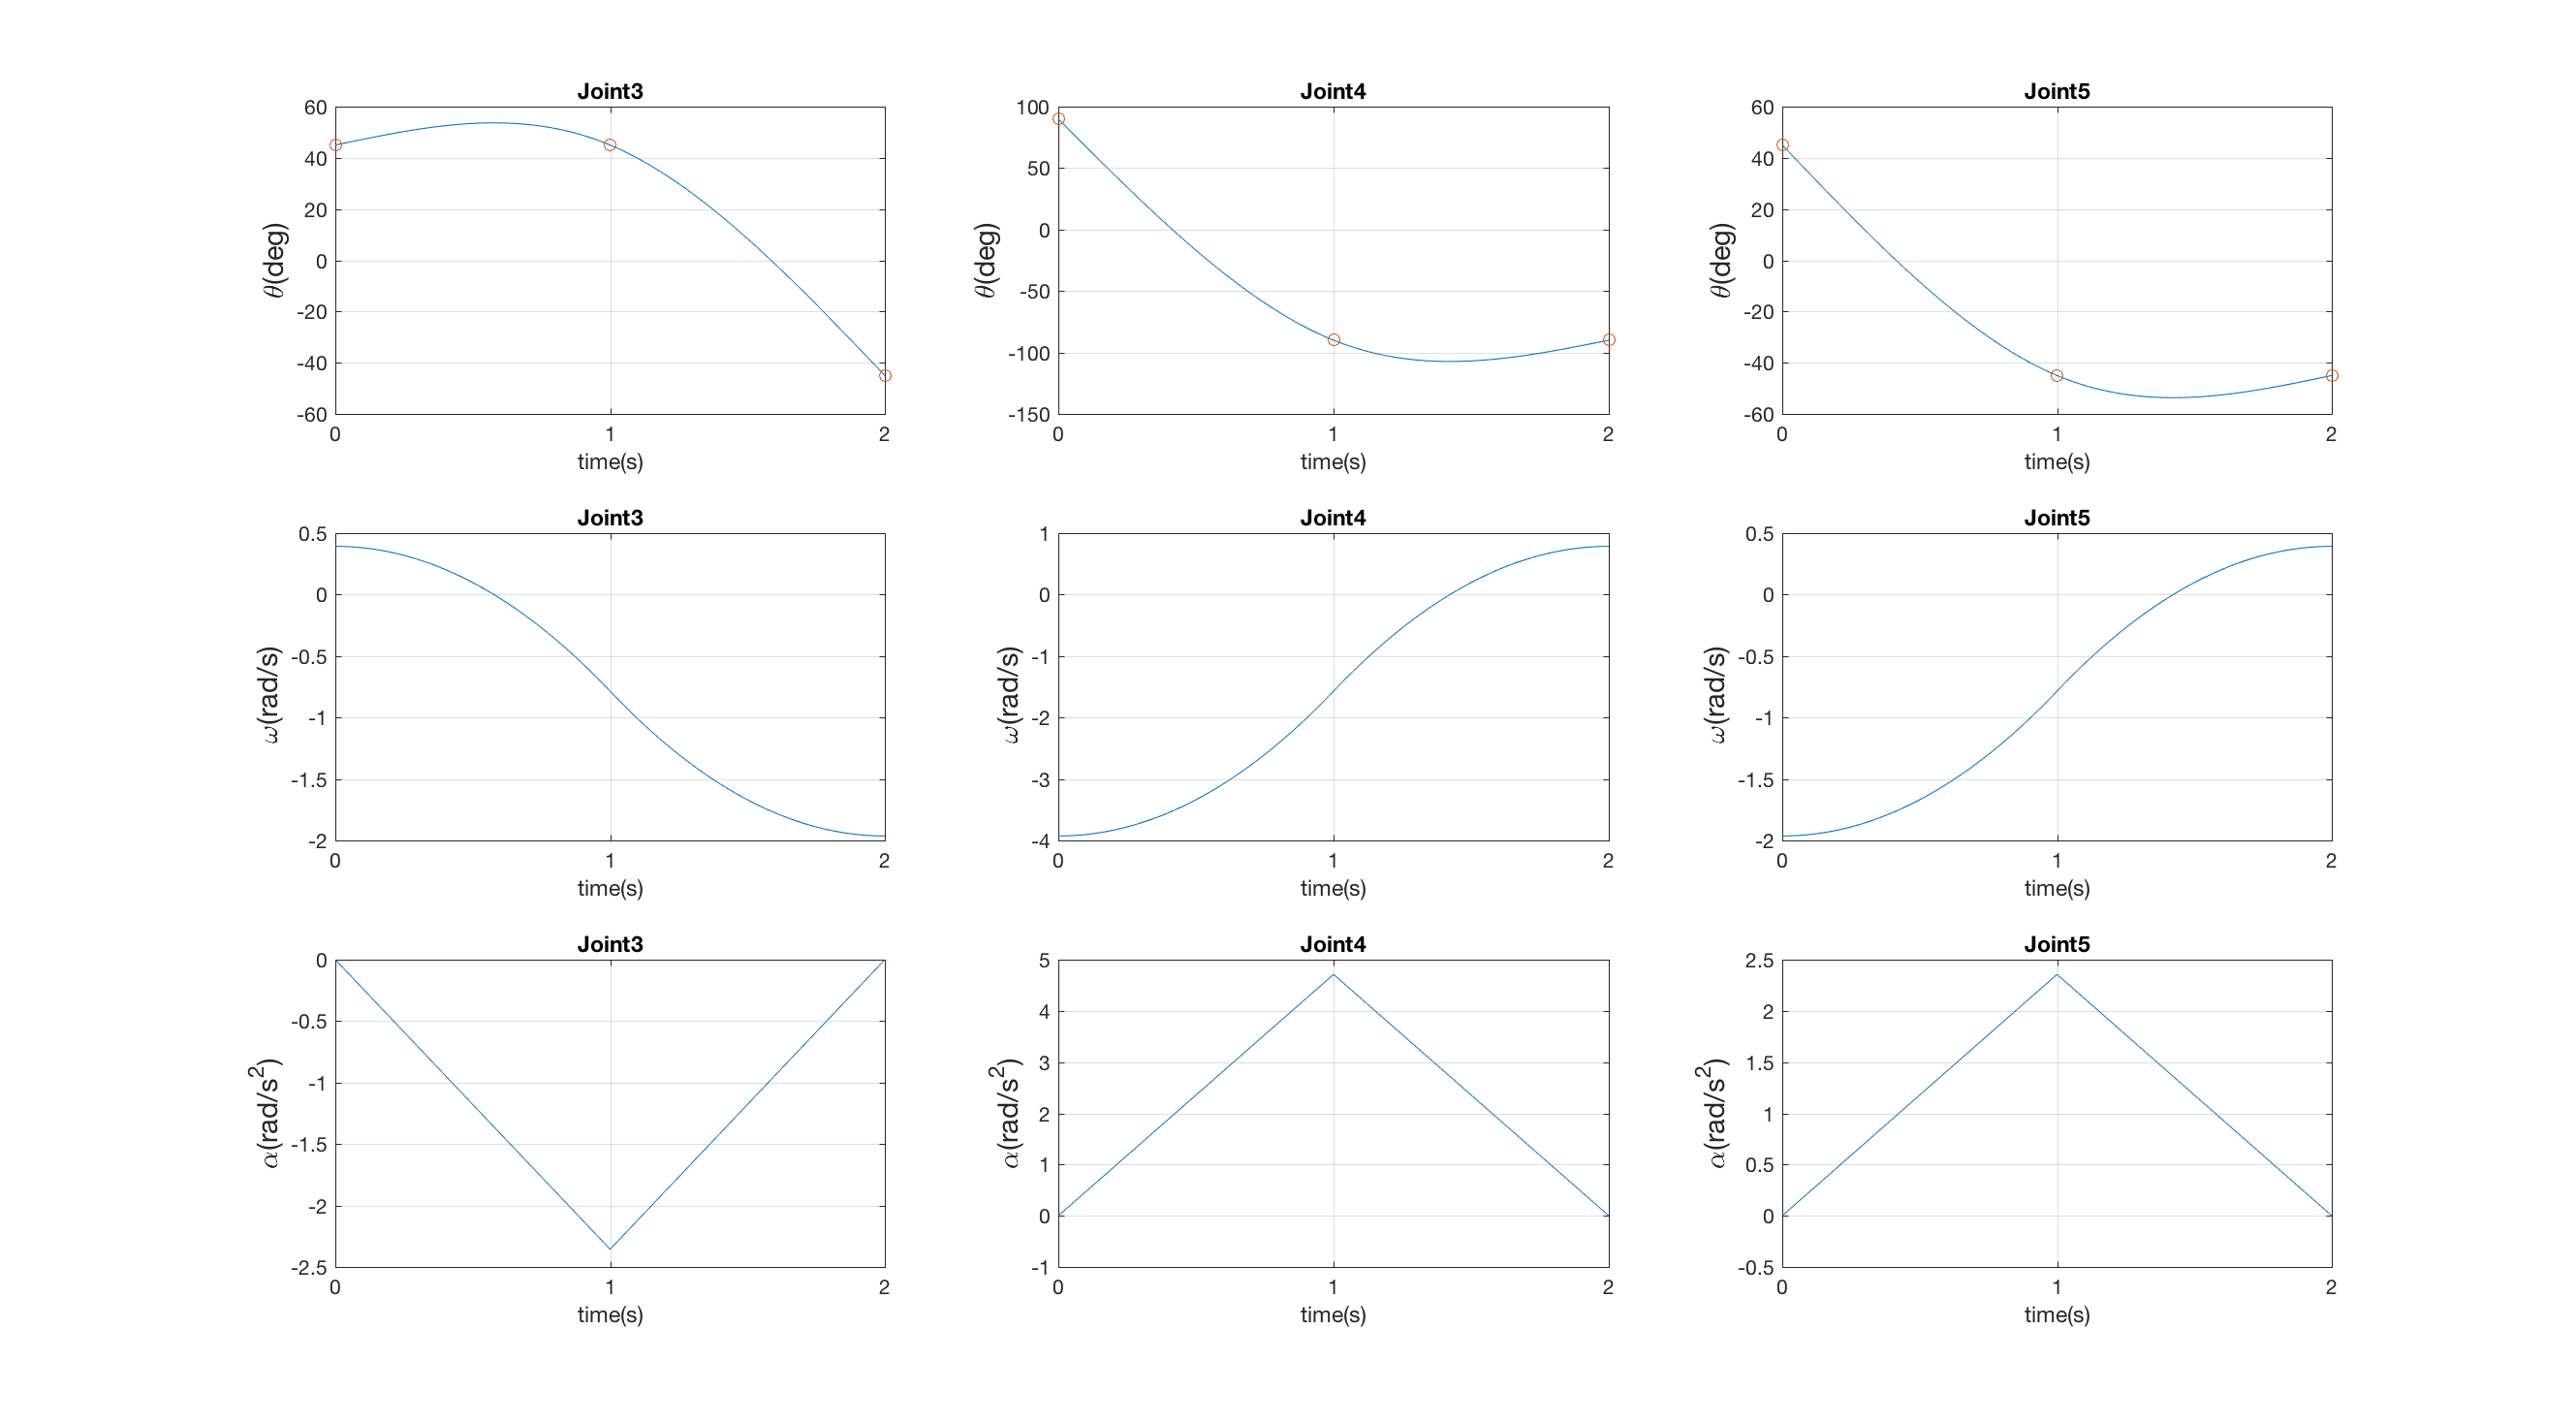 Joint3
60
40
20
0
-20
-40
-60
θ(deg)
0 1 2
time(s)
Joint4
100
50
0
-50
-100
-150
θ(deg)
0 1 2
time(s)
Joint5
60
40
20
0
-20
-40
-60
θ(deg)
0 1 2
time(s)
Joint3
0.5
0
-0.5
-1
-1.5
-2
ω(rad/s)
0 1 2
time(s)
Joint4
1
0
-1
-2
-3
-4
ω(rad/s)
0 1 2
time(s)
Joint5
0.5
0
-0.5
-1
-1.5
-2
ω(rad/s)
0 1 2
time(s)
Joint3
0
-0.5
-1
-1.5
-2
-2.5
α(rad/s²)
0 1 2
time(s)
Joint4
5
4
3
2
1
0
-1
α(rad/s²)
0 1 2
time(s)
Joint5
2.5
2
1.5
1
0.5
0
-0.5
α(rad/s²)
0 1 2
time(s)